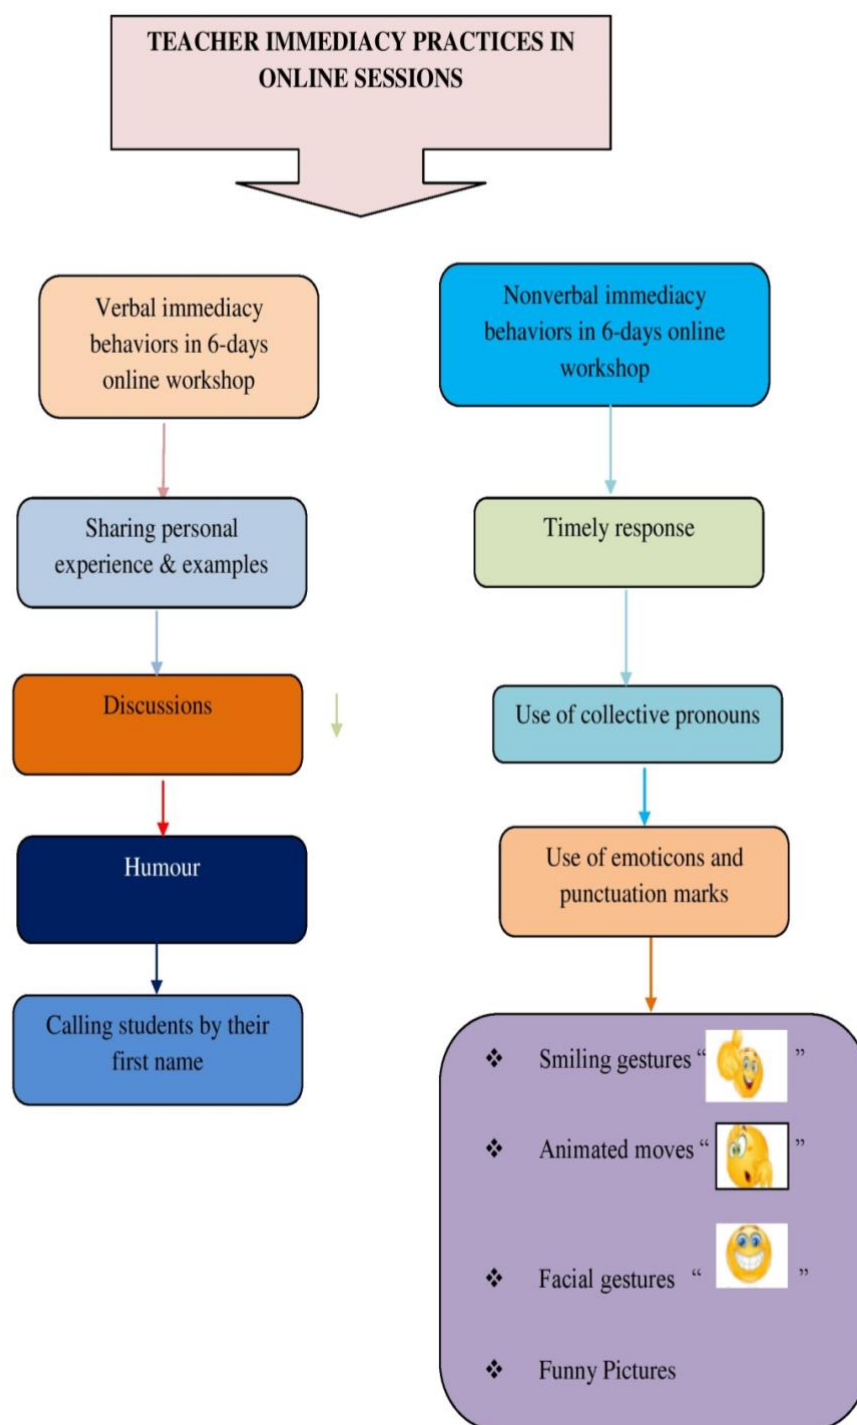 TEACHER IMMEDIACY PRACTICES IN
ONLINE SESSIONS
Verbal immediacy
behaviors in 6-days
online workshop
Sharing personal
experience & examples
Discussions
Humour
Calling students by their
first name
Nonverbal immediacy
behaviors in 6-days online
workshop
Timely response
Use of collective pronouns
Use of emoticons and
punctuation marks
❖ Smiling gestures “ ”
❖ Animated moves “ ”
❖ Facial gestures “ ”
❖ Funny Pictures